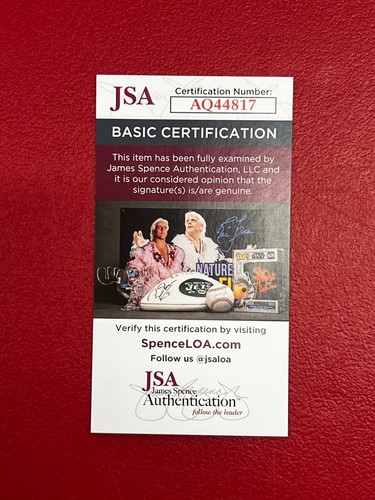 JSA
Certification Number:
AQ44817
BASIC CERTIFICATION
This item has been fully examined by
James Spence Authentication, LLC and
it is our considered opinion that the
signature(s) is/are genuine.
NATURE
JETS
Verify this certification by visiting
SpenceLOA.com
Follow us @jsaloa
JSA
James Spence
Authentication™
follow the leader